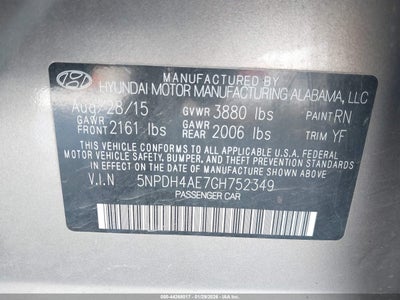 MANUFACTURED BY
HYUNDAI MOTOR MANUFACTURING ALABAMA, LLC
Aug/28/15 GVWR 3880 lbs PAINT RN
GAWR FRONT 2161 lbs GAWR REAR 2006 lbs TRIM YF
THIS VEHICLE CONFORMS TO ALL APPLICABLE U.S.A. FEDERAL
MOTOR VEHICLE SAFETY, BUMPER, AND THEFT PREVENTION
STANDARDS IN EFFECT ON THE DATE OF MANUFACTURE SHOWN ABOVE.
V.I.N 5NPDH4AE7GH752349
PASSENGER CAR